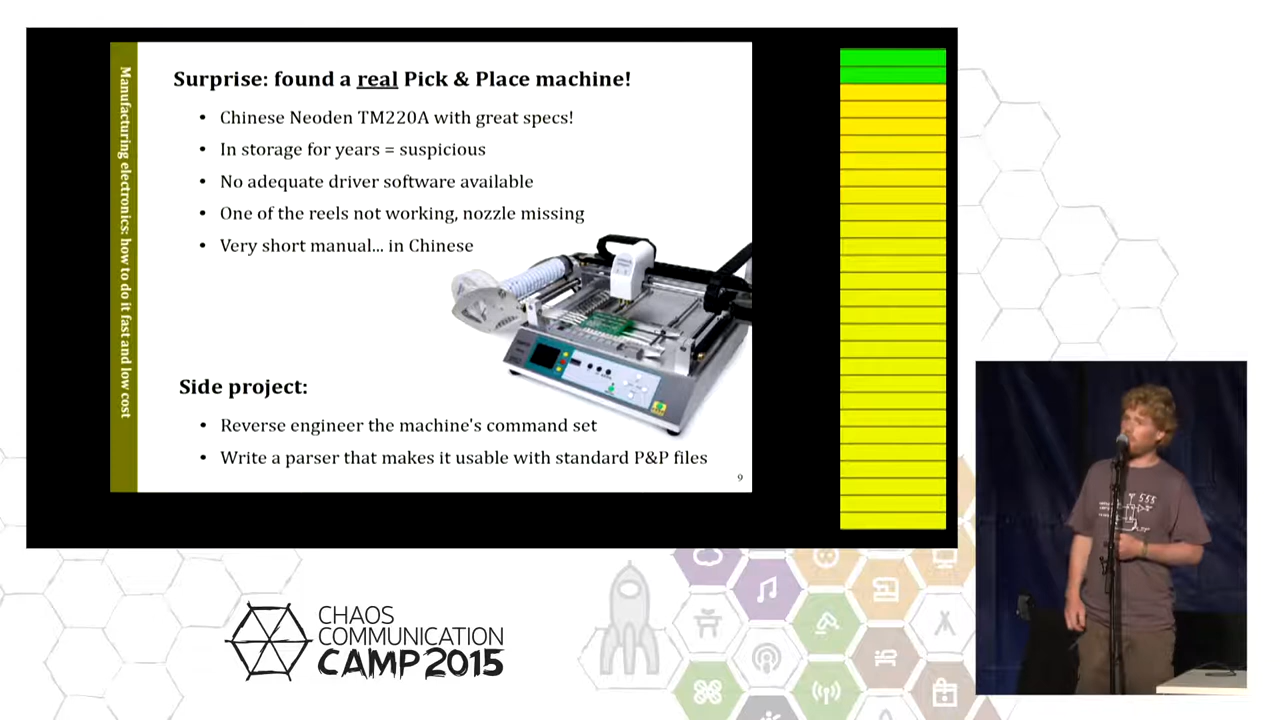 Manufacturing electronics: how to do it fast and low cost
Surprise: found a real Pick & Place machine!
• Chinese Neoden TM220A with great specs!
• In storage for years = suspicious
• No adequate driver software available
• One of the reels not working, nozzle missing
• Very short manual... in Chinese
Side project:
• Reverse engineer the machine's command set
• Write a parser that makes it usable with standard P&P files
9
555
CHAOS
COMMUNICATION
CAMP 2015